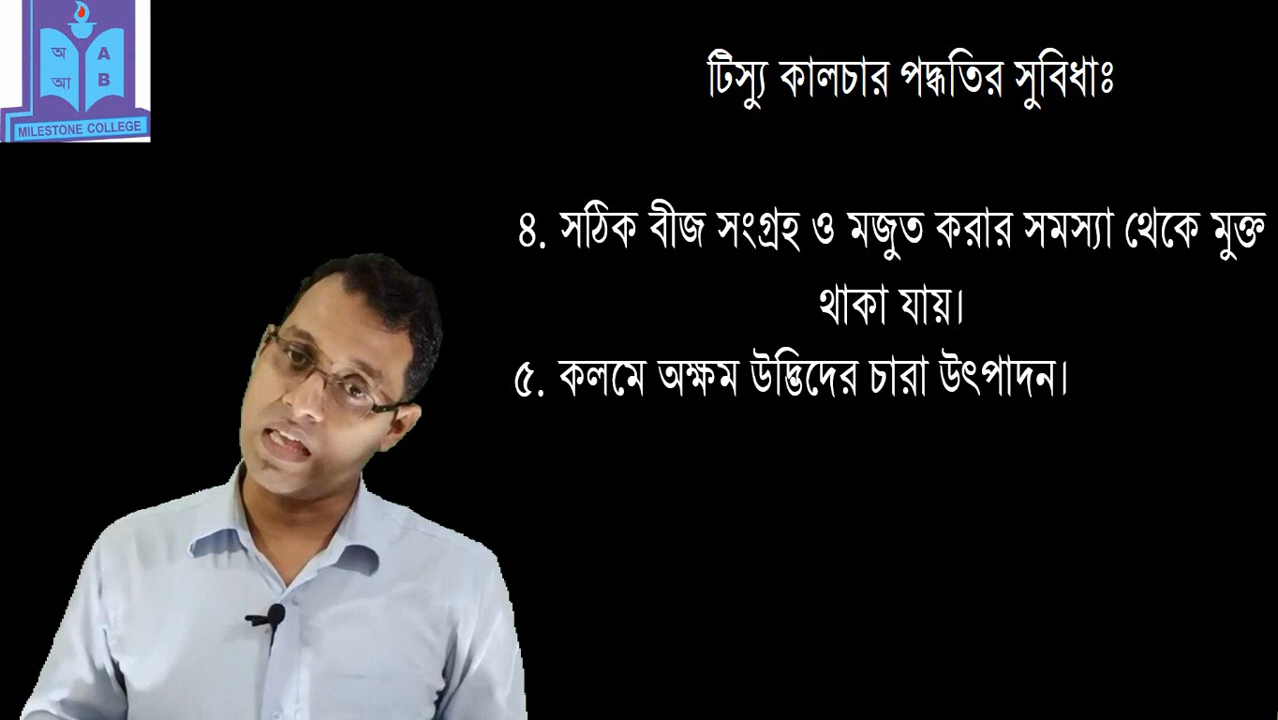 অ A
আ B
MILESTONE COLLEGE
টিস্যু কালচার পদ্ধতির সুবিধাঃ
৪. সঠিক বীজ সংগ্রহ ও মজুত করার সমস্যা থেকে মুক্ত
থাকা যায়।
৫. কলমে অক্ষম উদ্ভিদের চারা উৎপাদন।